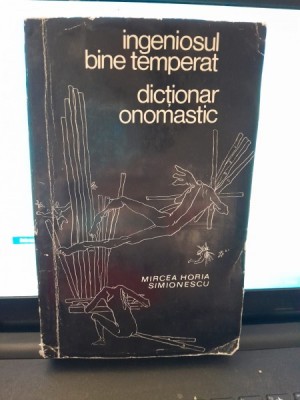 ingeniosul
bine temperat
dicționar
onomastic
MIRCEA HORIA
SIMIONESCU